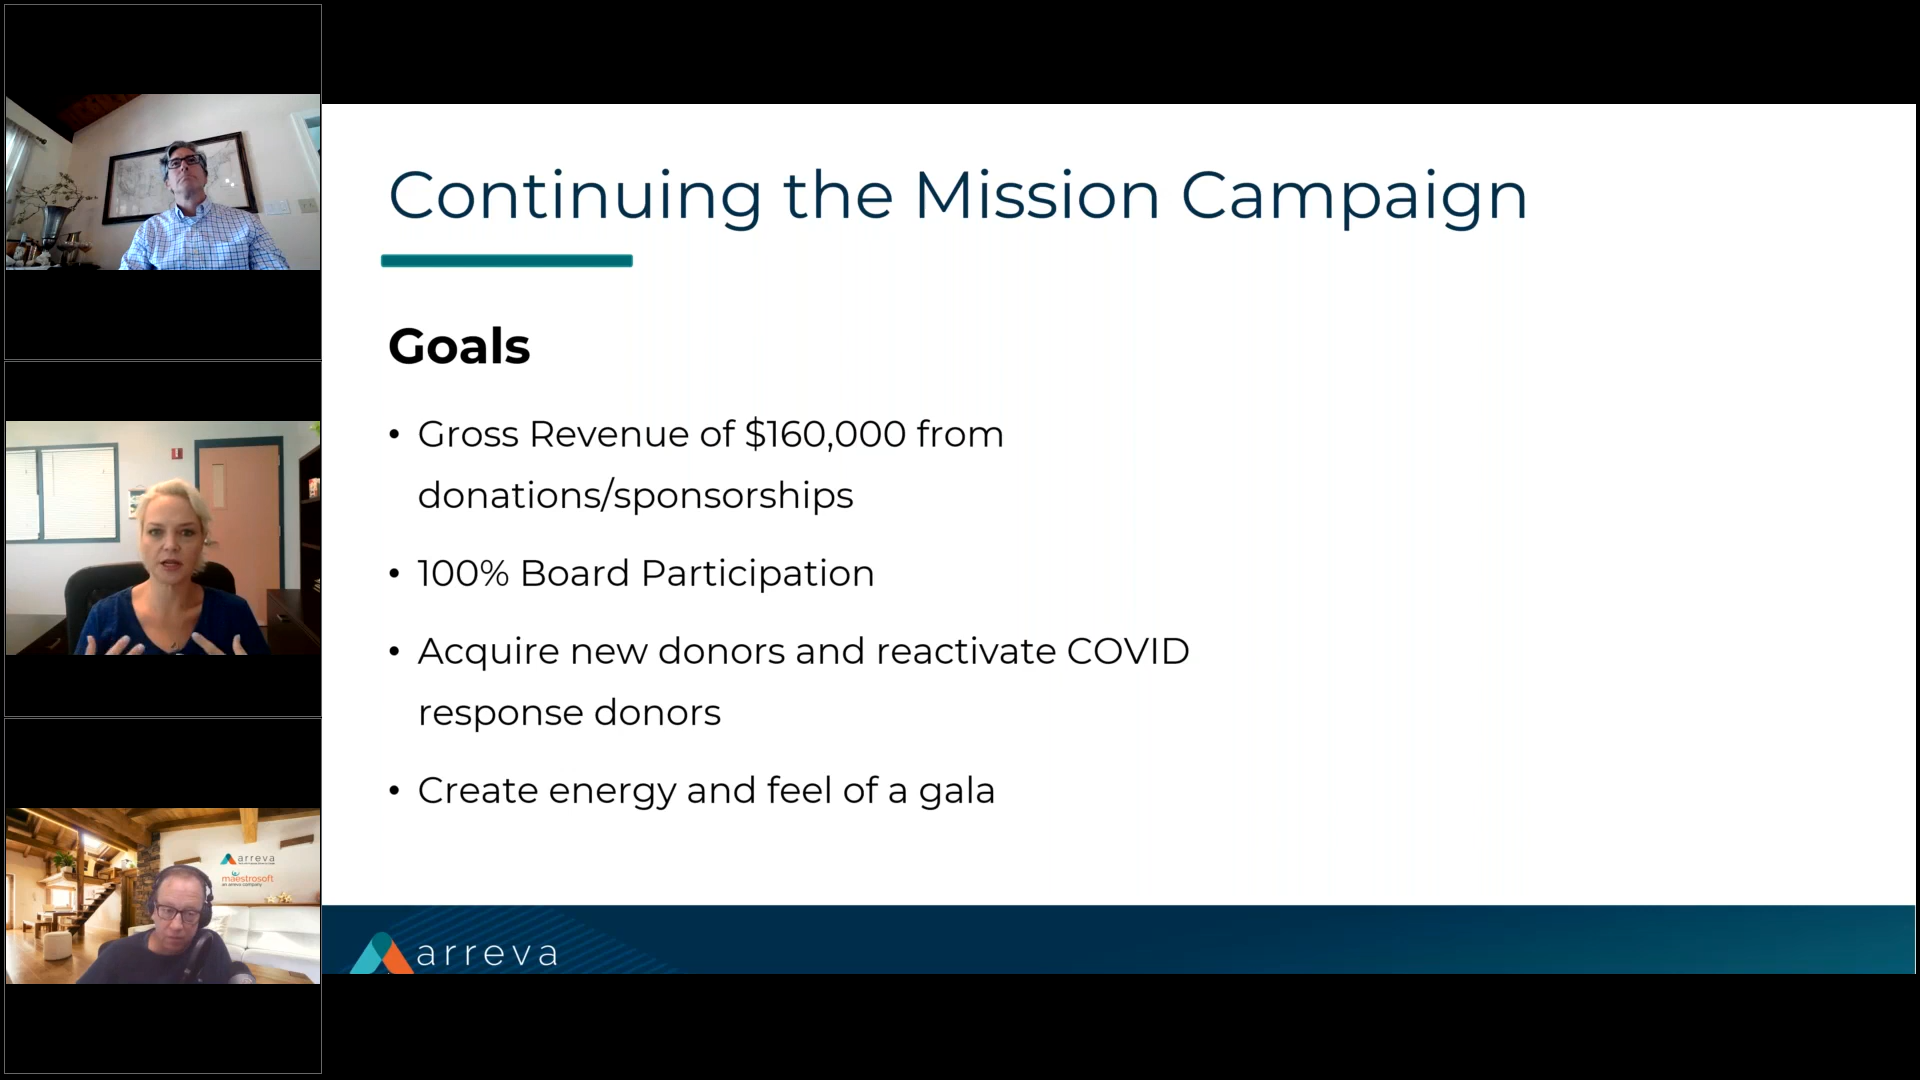 Continuing the Mission Campaign
Goals
• Gross Revenue of $160,000 from
donations/sponsorships
• 100% Board Participation
• Acquire new donors and reactivate COVID
response donors
• Create energy and feel of a gala
arreva
arreva
maestrosoft
an arreva company